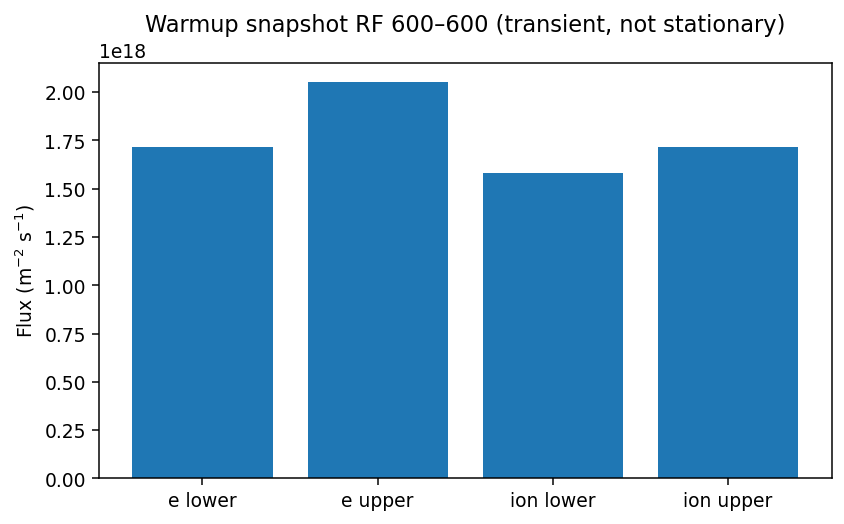 Warmup snapshot RF 600–600 (transient, not stationary)
1e18
2.00
1.75
1.50
1.25
1.00
0.75
0.50
0.25
0.00
Flux (m⁻² s⁻¹)
e lower
e upper
ion lower
ion upper